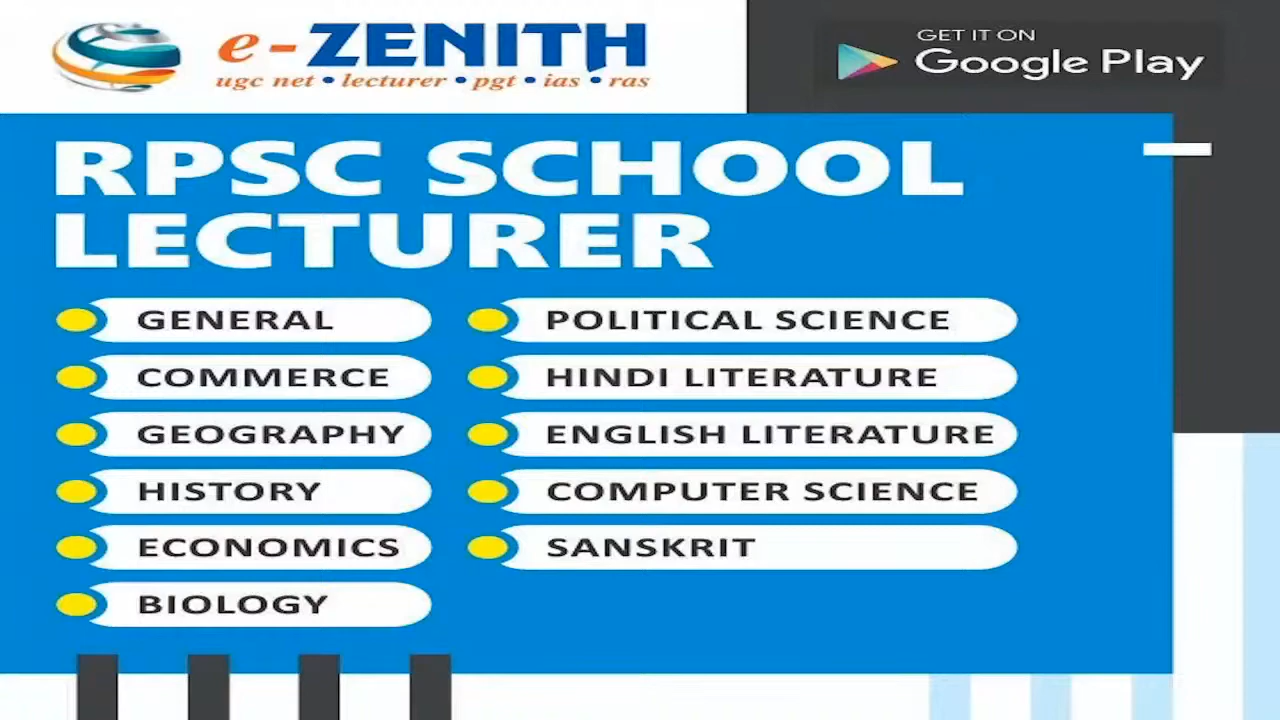 e-ZENITH
ugc net • lecturer • pgt • ias • ras
GET IT ON
Google Play
RPSC SCHOOL
LECTURER
GENERAL
COMMERCE
GEOGRAPHY
HISTORY
ECONOMICS
BIOLOGY
POLITICAL SCIENCE
HINDI LITERATURE
ENGLISH LITERATURE
COMPUTER SCIENCE
SANSKRIT